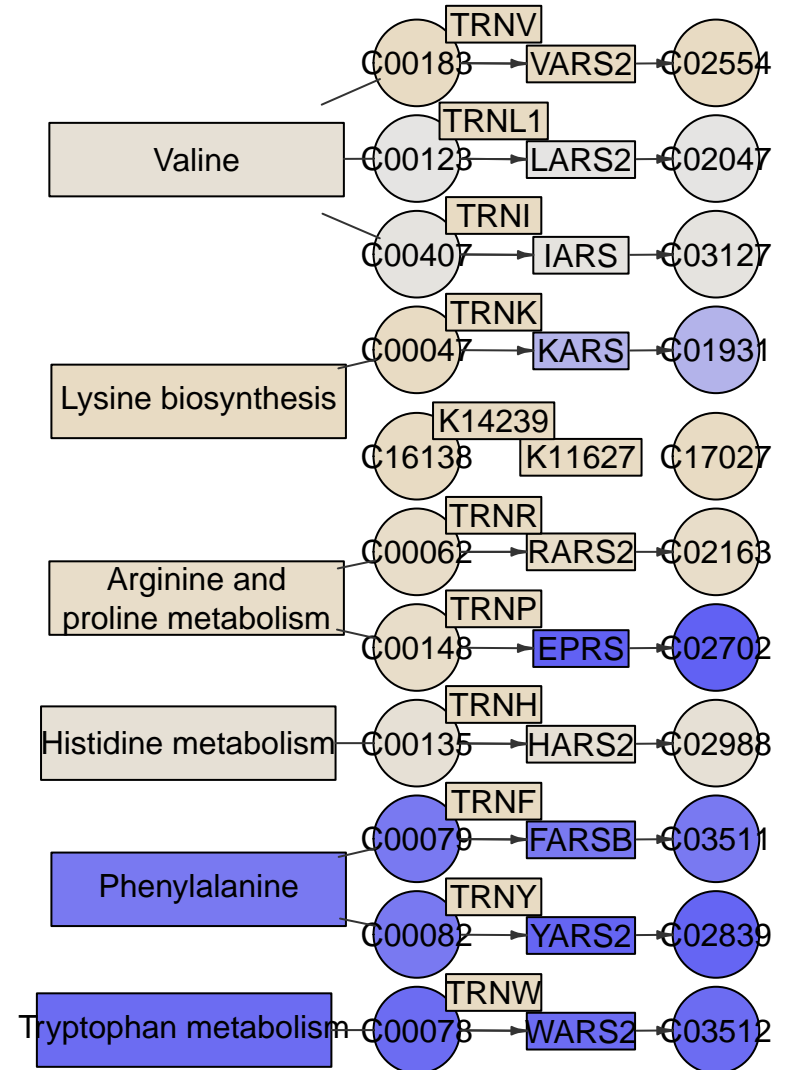 TRNV
C00183
VARS2
C02554
TRNL1
Valine
C00123
LARS2
C02047
TRNI
C00407
IARS
C03127
TRNK
C00047
KARS
C01931
Lysine biosynthesis
K14239
C16138
K11627
C17027
TRNR
C00062
RARS2
C02163
Arginine and
proline metabolism
TRNP
C00148
EPRS
C02702
TRNH
Histidine metabolism
C00135
HARS2
C02988
TRNF
C00079
FARSB
C03511
Phenylalanine
TRNY
C00082
YARS2
C02839
TRNW
Tryptophan metabolism
C00078
WARS2
C03512